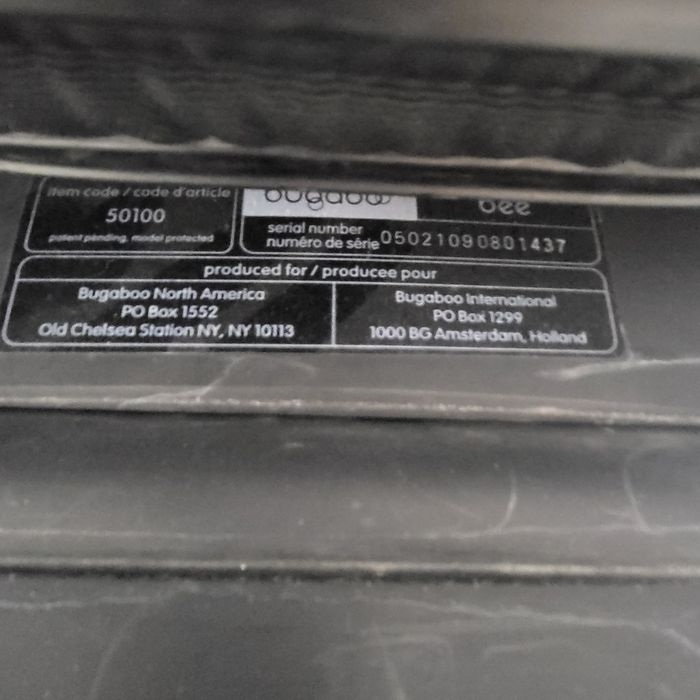 item code / code d'article
50100
patent pending, model protected
bugaboo
bee
serial number
numéro de série 05021090801437
produced for / producee pour
Bugaboo North America
PO Box 1552
Old Chelsea Station NY, NY 10113
Bugaboo International
PO Box 1299
1000 BG Amsterdam, Holland